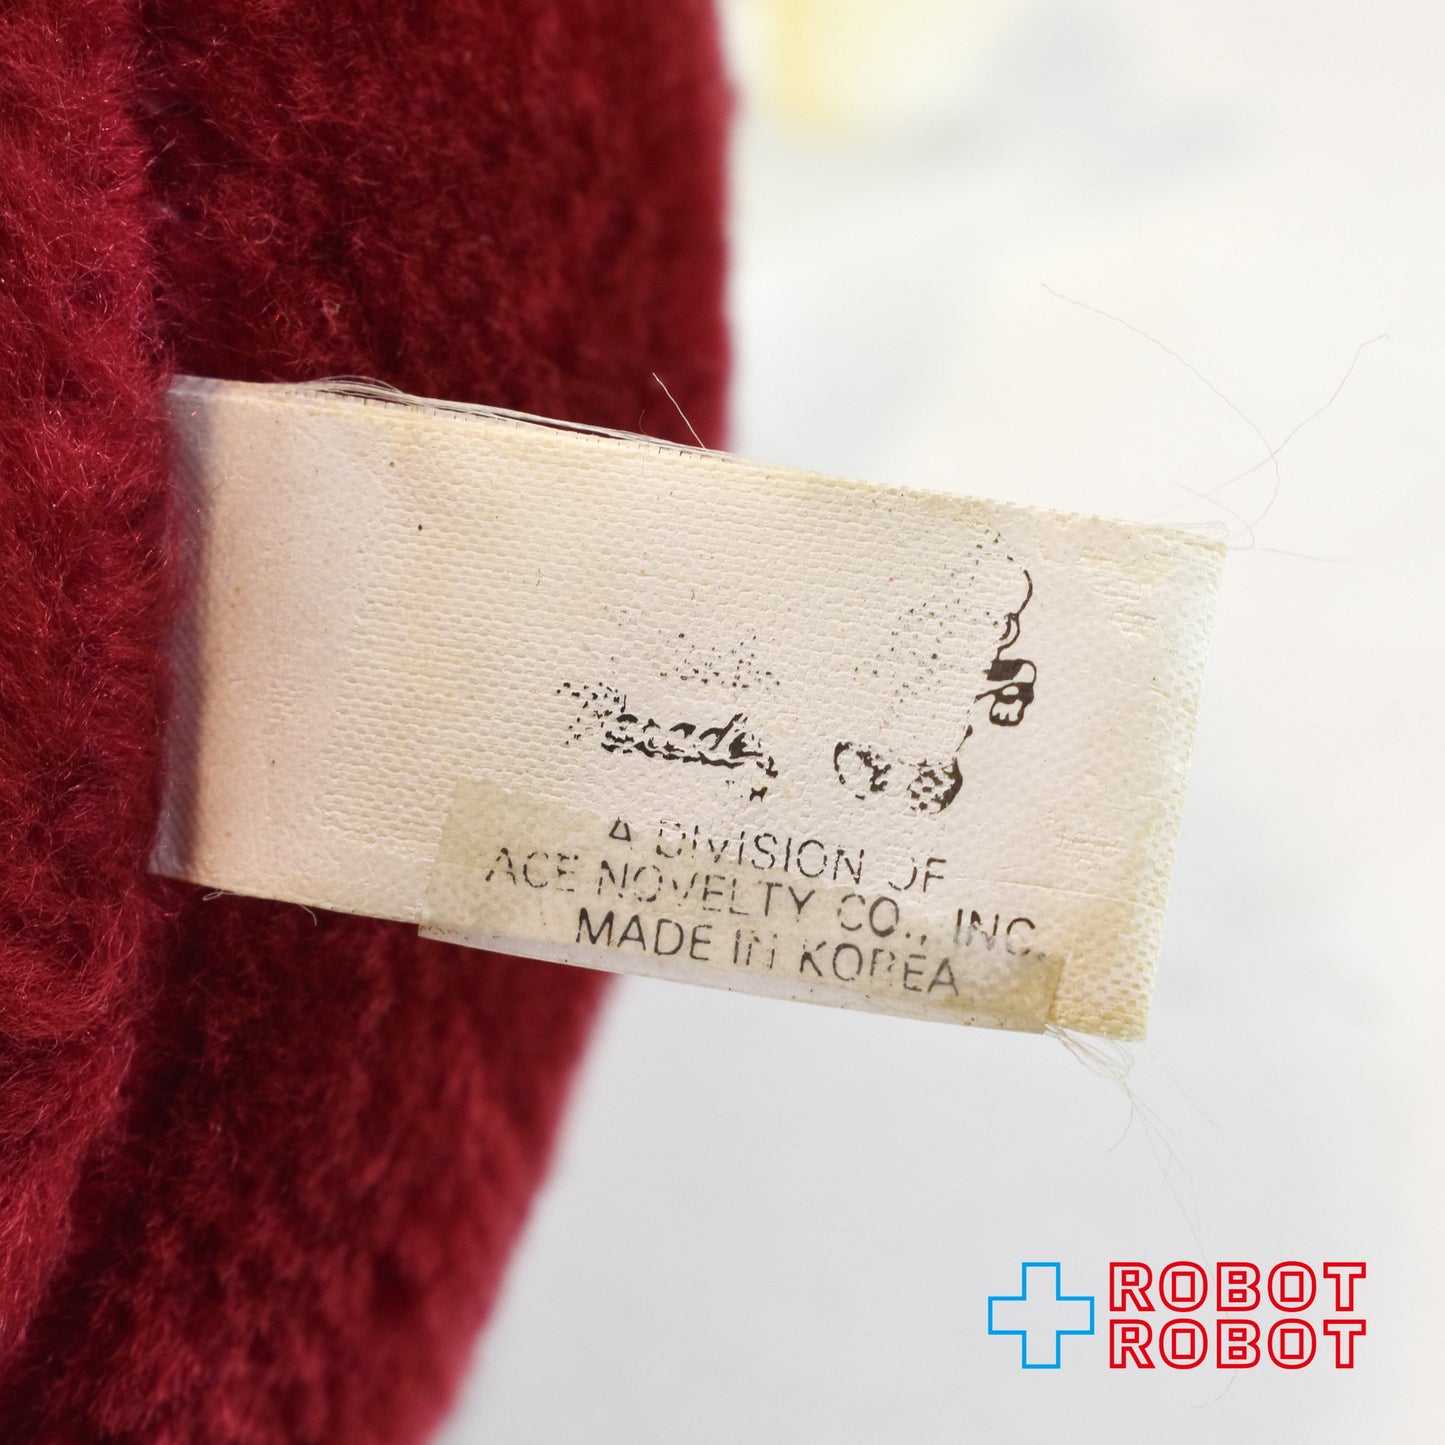 A DIVISION OF
ACE NOVELTY CO., INC.
MADE IN KOREA
ROBOT
ROBOT